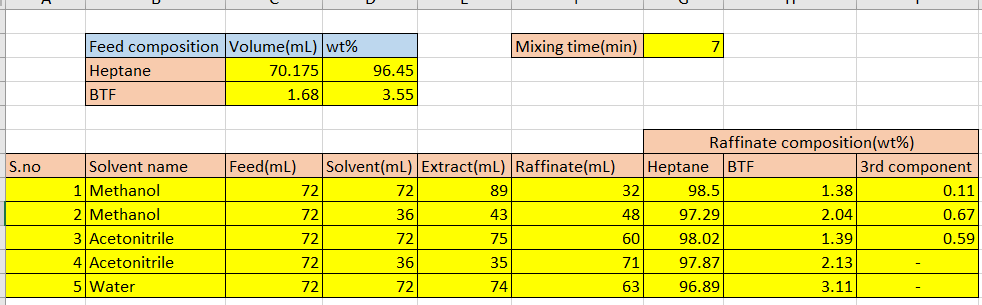 Feed composition Volume(mL) wt% Mixing time(min) 7
Heptane 70.175 96.45
BTF 1.68 3.55
Raffinate composition(wt%)
S.no Solvent name Feed(mL) Solvent(mL) Extract(mL) Raffinate(mL) Heptane BTF 3rd component
1 Methanol 72 72 89 32 98.5 1.38 0.11
2 Methanol 72 36 43 48 97.29 2.04 0.67
3 Acetonitrile 72 72 75 60 98.02 1.39 0.59
4 Acetonitrile 72 36 35 71 97.87 2.13 -
5 Water 72 72 74 63 96.89 3.11 -